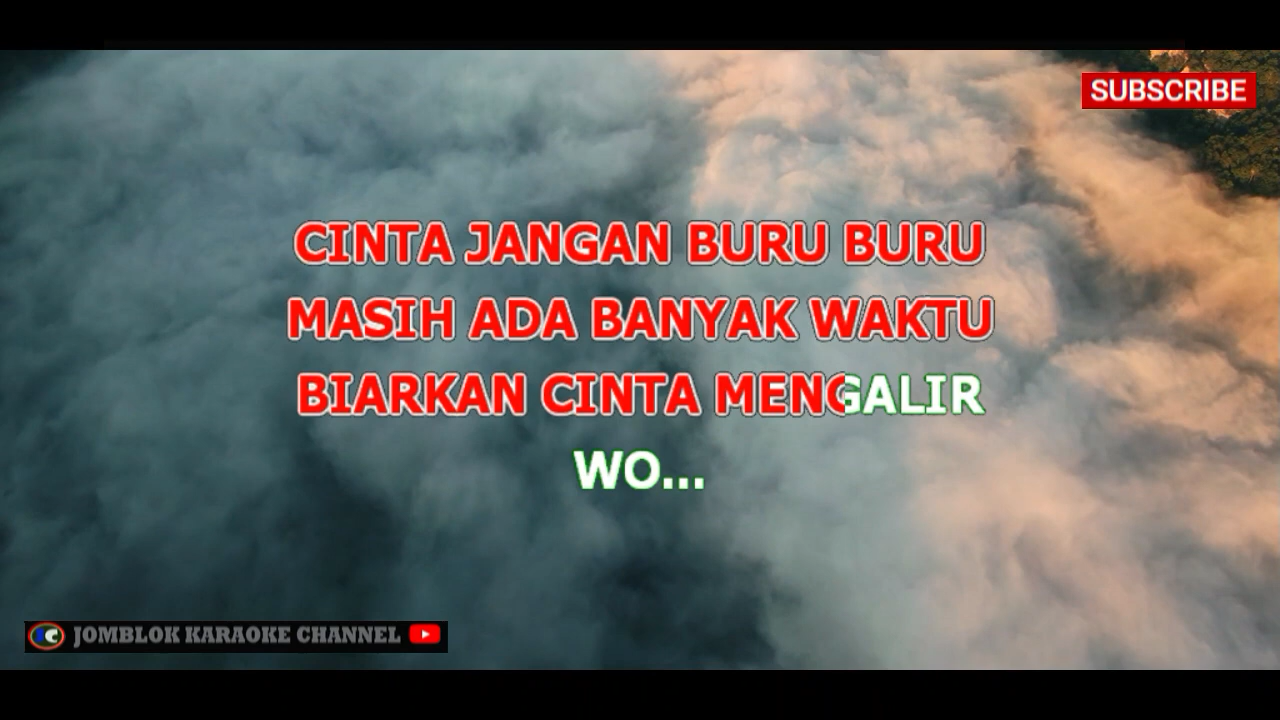 SUBSCRIBE
CINTA JANGAN BURU BURU
MASIH ADA BANYAK WAKTU
BIARKAN CINTA MENGALIR
WO...
JOMBLOK KARAOKE CHANNEL